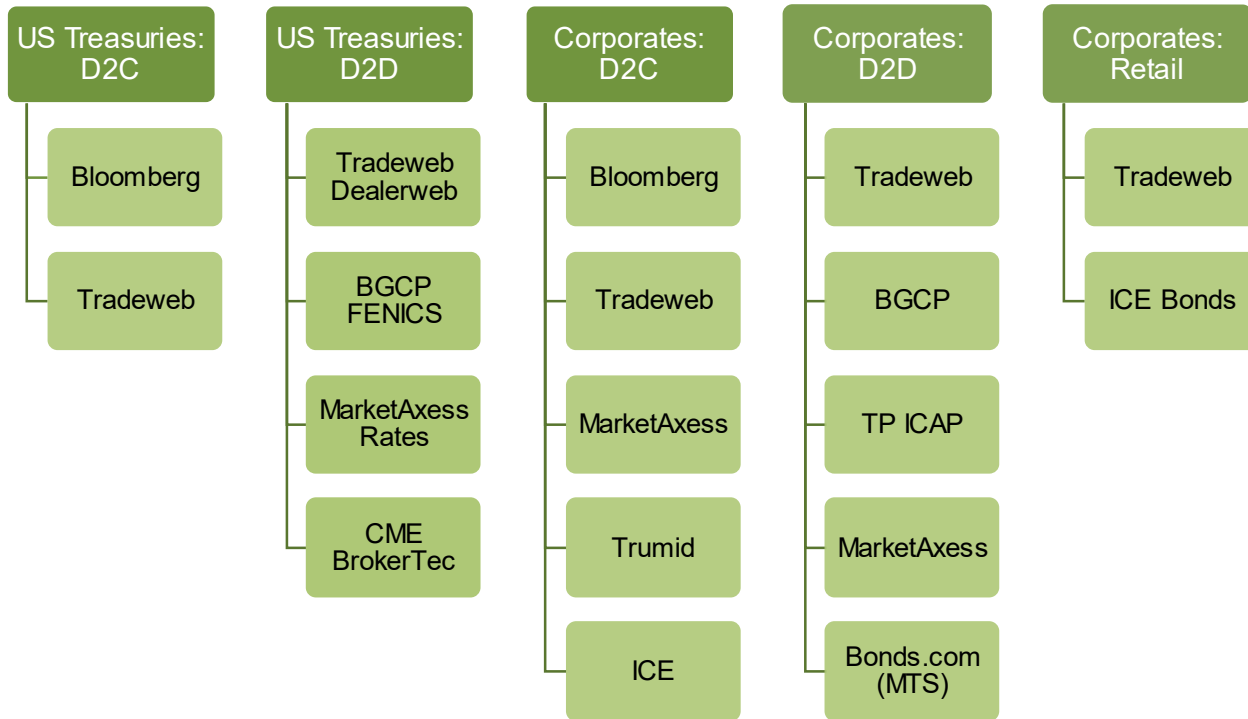 US Treasuries:
D2C
Bloomberg
Tradeweb
US Treasuries:
D2D
Tradeweb
Dealerweb
BGCP
FENICS
MarketAxess
Rates
CME
BrokerTec
Corporates:
D2C
Bloomberg
Tradeweb
MarketAxess
Trumid
ICE
Corporates:
D2D
Tradeweb
BGCP
TP ICAP
MarketAxess
Bonds.com
(MTS)
Corporates:
Retail
Tradeweb
ICE Bonds